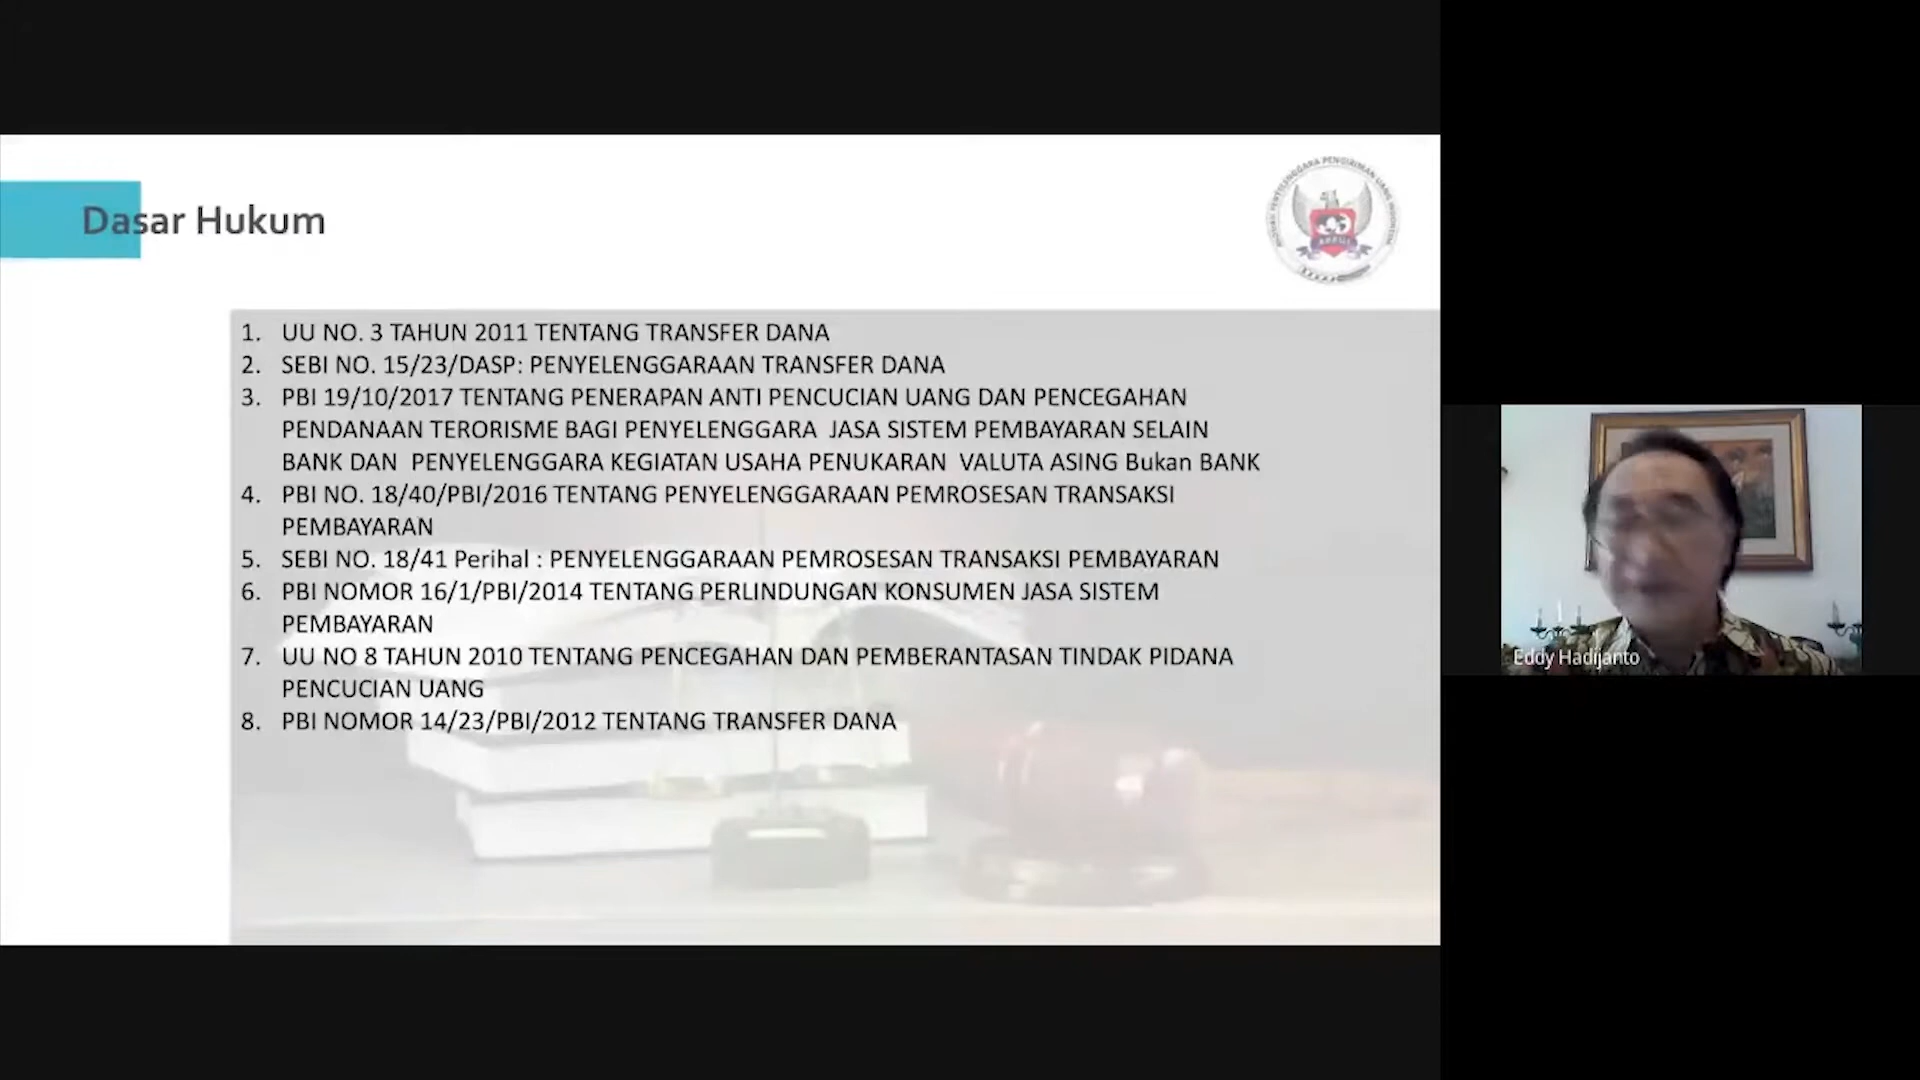 Dasar Hukum
1. UU NO. 3 TAHUN 2011 TENTANG TRANSFER DANA
2. SEBI NO. 15/23/DASP: PENYELENGGARAAN TRANSFER DANA
3. PBI 19/10/2017 TENTANG PENERAPAN ANTI PENCUCIAN UANG DAN PENCEGAHAN
PENDANAAN TERORISME BAGI PENYELENGGARA JASA SISTEM PEMBAYARAN SELAIN
BANK DAN PENYELENGGARA KEGIATAN USAHA PENUKARAN VALUTA ASING Bukan BANK
4. PBI NO. 18/40/PBI/2016 TENTANG PENYELENGGARAAN PEMROSESAN TRANSAKSI
PEMBAYARAN
5. SEBI NO. 18/41 Perihal : PENYELENGGARAAN PEMROSESAN TRANSAKSI PEMBAYARAN
6. PBI NOMOR 16/1/PBI/2014 TENTANG PERLINDUNGAN KONSUMEN JASA SISTEM
PEMBAYARAN
7. UU NO 8 TAHUN 2010 TENTANG PENCEGAHAN DAN PEMBERANTASAN TINDAK PIDANA
PENCUCIAN UANG
8. PBI NOMOR 14/23/PBI/2012 TENTANG TRANSFER DANA
PENYELENGGARA PENGIRIMAN UANG
Eddy Hadijanto